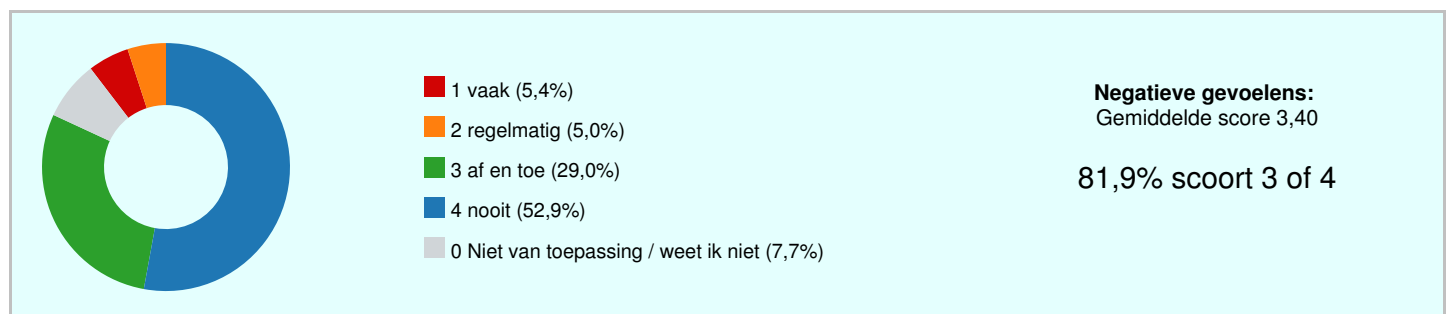 1 vaak (5,4%)
2 regelmatig (5,0%)
3 af en toe (29,0%)
4 nooit (52,9%)
0 Niet van toepassing / weet ik niet (7,7%)
Negatieve gevoelens:
Gemiddelde score 3,40
81,9% scoort 3 of 4